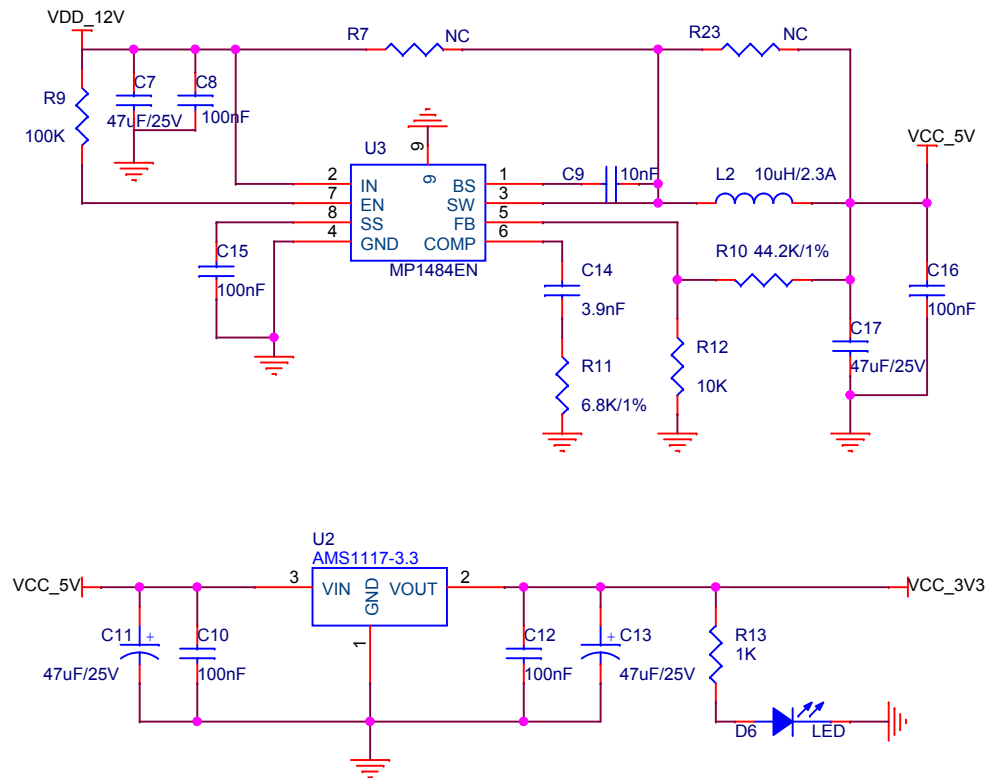 VDD_12V
R7 NC
R23 NC
R9
100K
C7
47uF/25V
C8
100nF
VCC_5V
9
U3
9
2 IN
7 EN
8 SS
4 GND
BS 1
SW 3
FB 5
COMP 6
MP1484EN
C9 10nF
L2 10uH/2.3A
C15
100nF
C14
3.9nF
R10 44.2K/1%
C16
100nF
C17
47uF/25V
R11
6.8K/1%
R12
10K
U2
AMS1117-3.3
VCC_5V
3 VIN
GND
VOUT 2
1
VCC_3V3
C11 +
47uF/25V
C10
100nF
C12
100nF
+ C13
47uF/25V
R13
1K
D6 LED